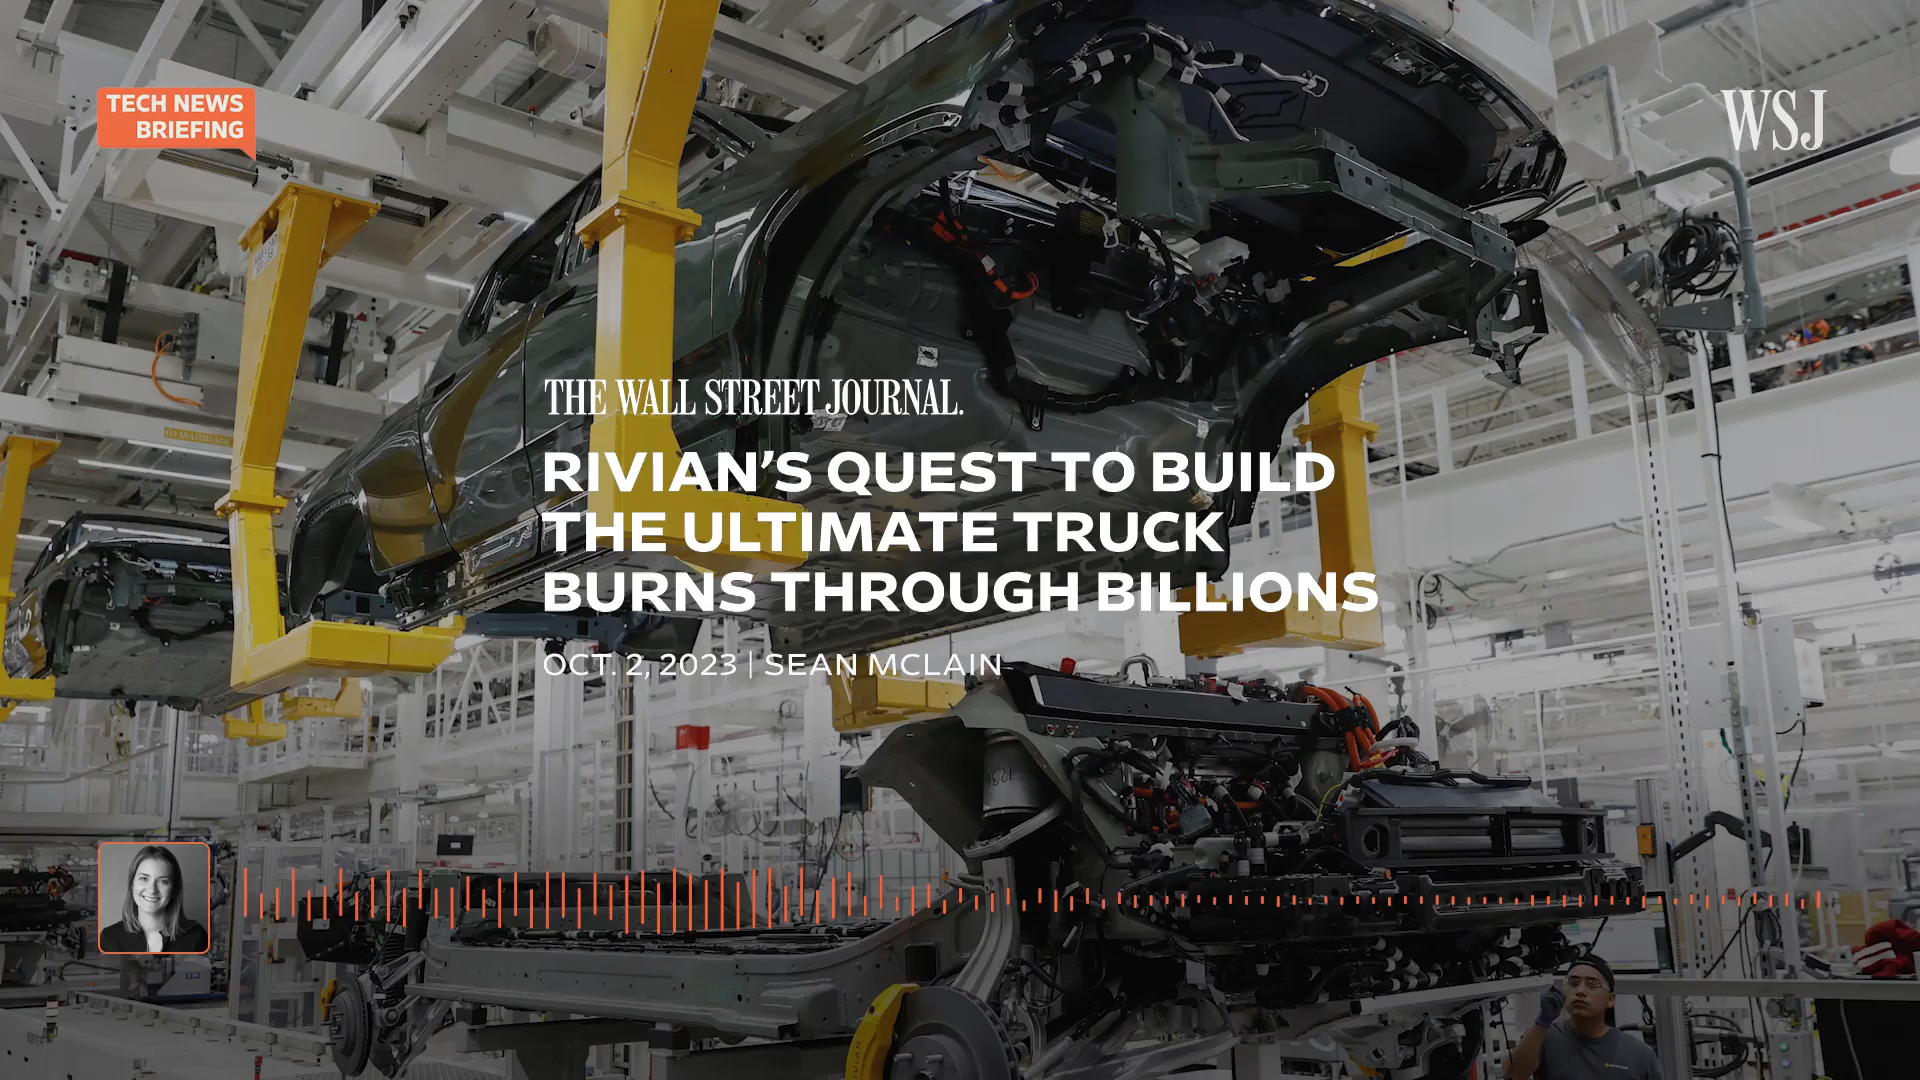 TECH NEWS
BRIEFING
WSJ
THE WALL STREET JOURNAL.
RIVIAN'S QUEST TO BUILD
THE ULTIMATE TRUCK
BURNS THROUGH BILLIONS
OCT. 2, 2023 | SEAN MCLAIN
RIVIAN